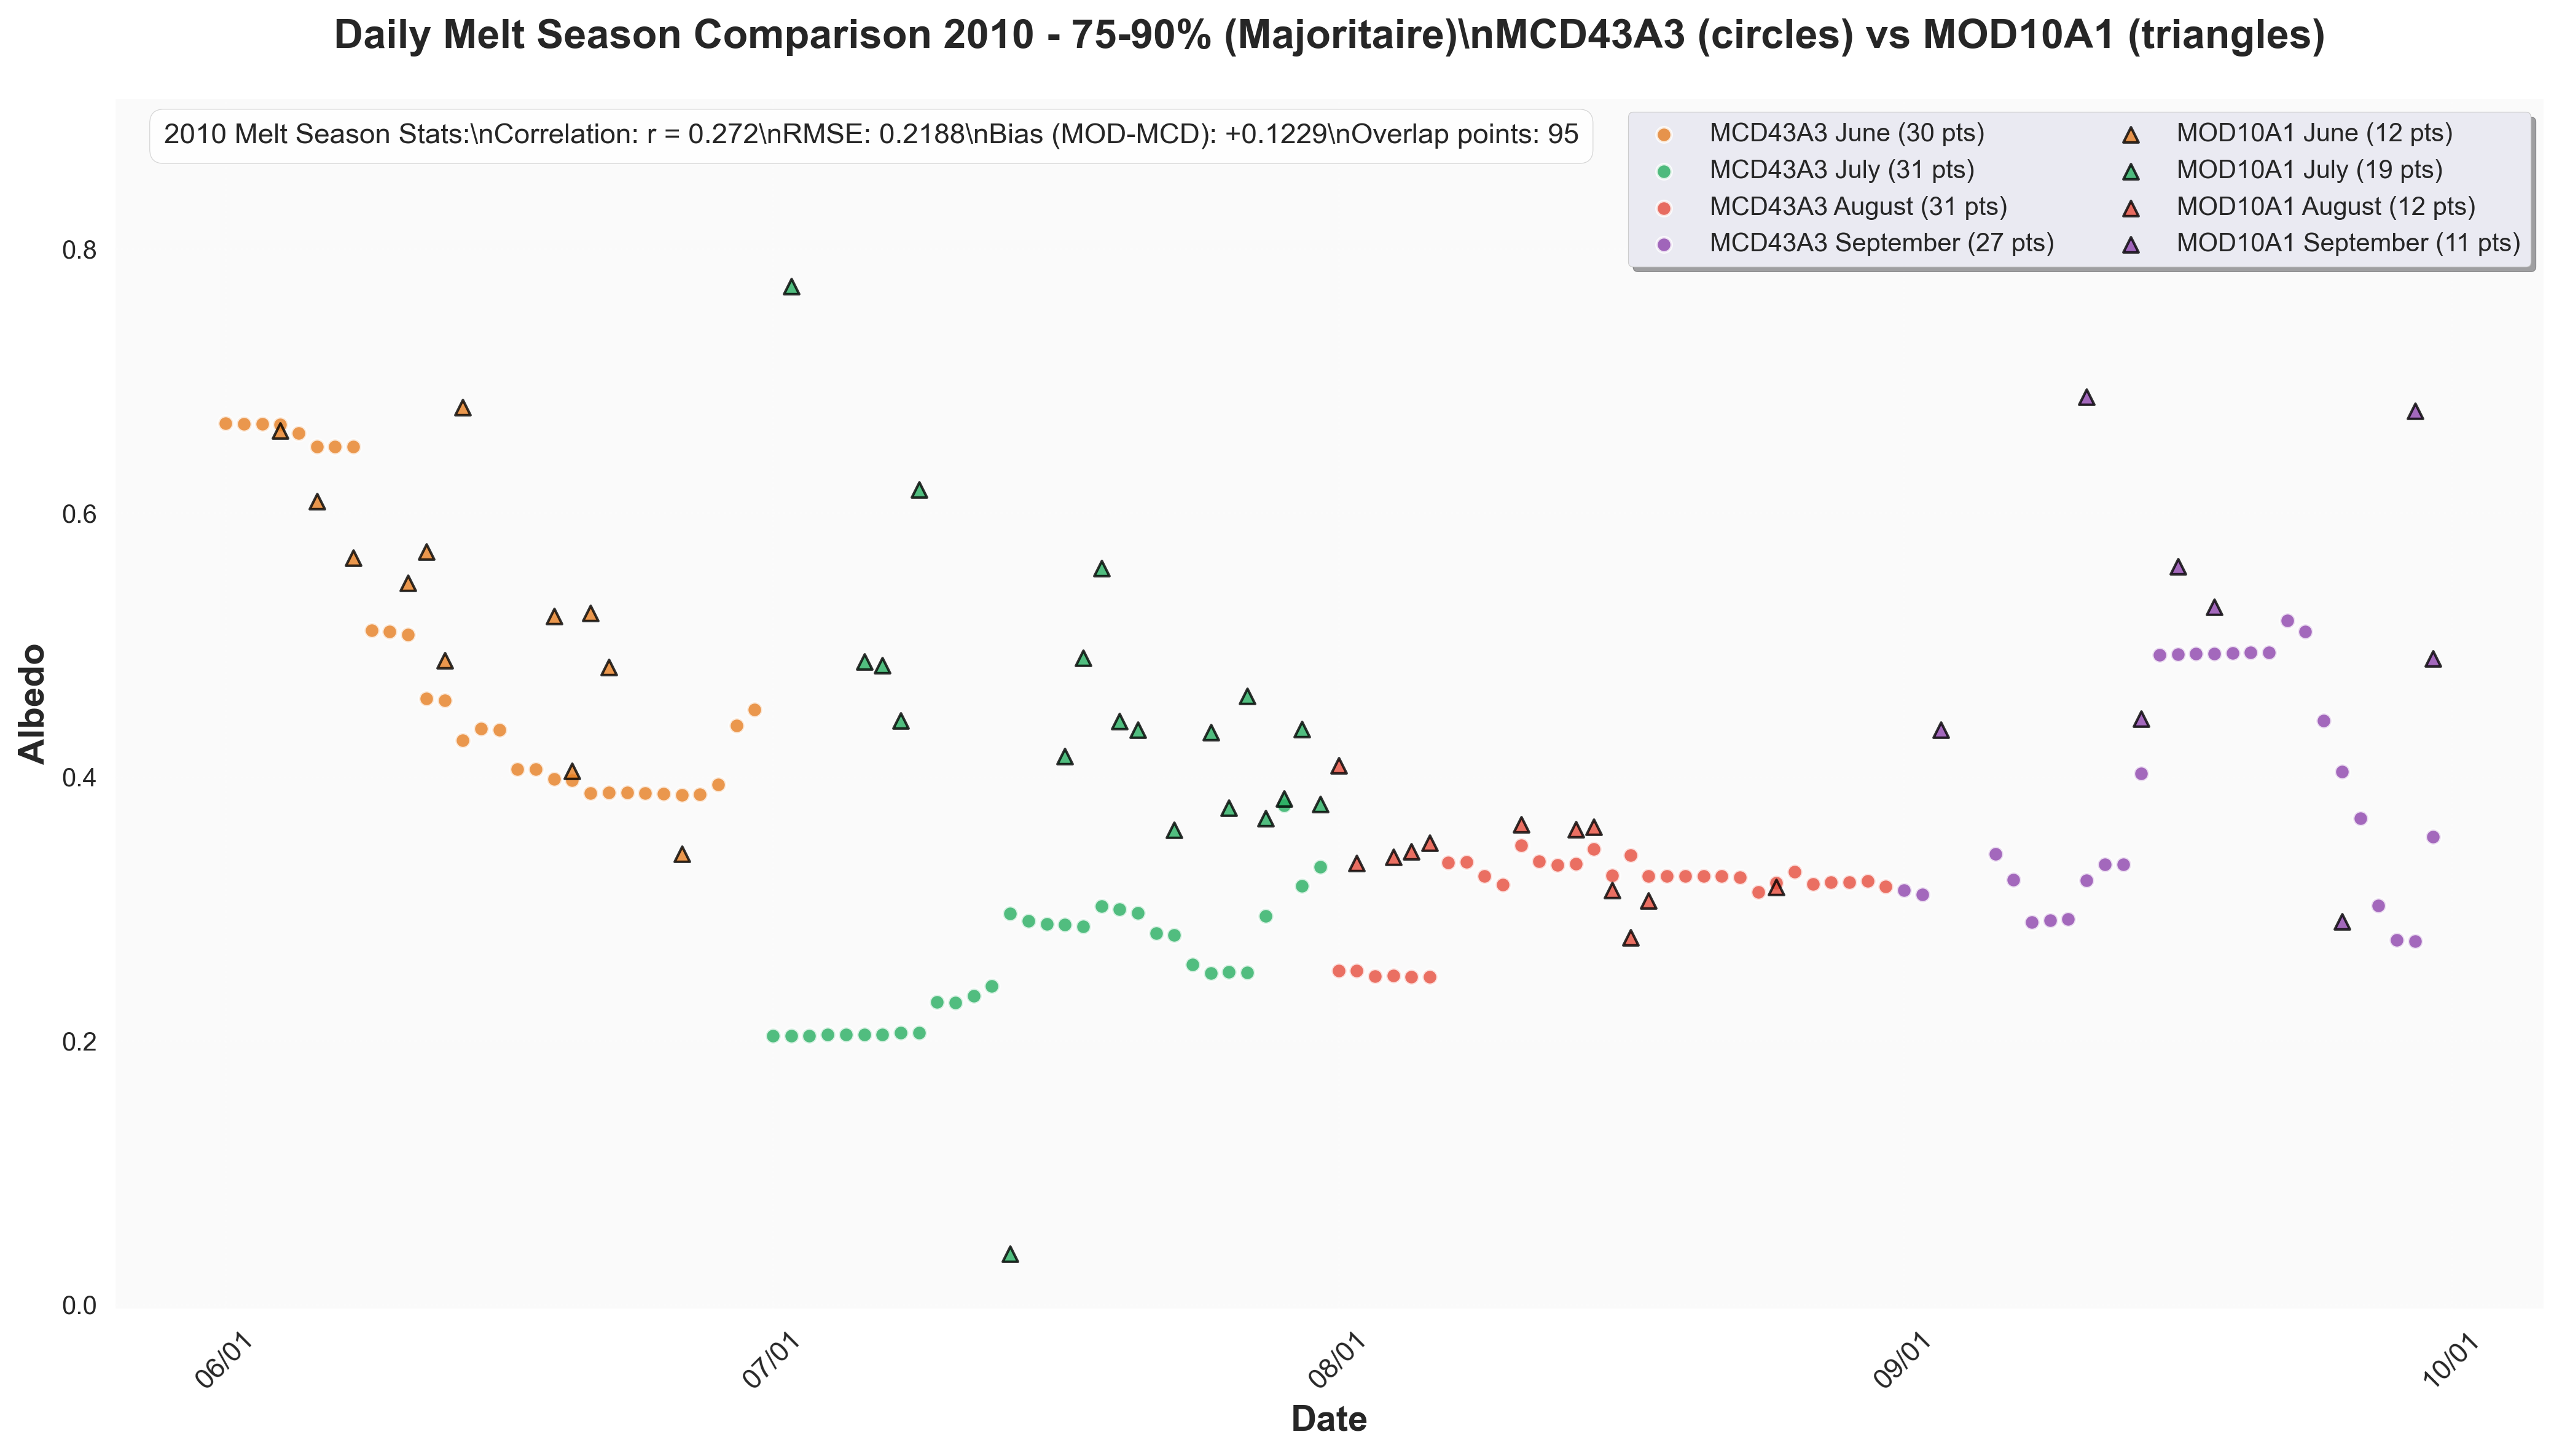 Daily Melt Season Comparison 2010 - 75-90% (Majoritaire)\nMCD43A3 (circles) vs MOD10A1 (triangles)
2010 Melt Season Stats:\nCorrelation: r = 0.272\nRMSE: 0.2188\nBias (MOD-MCD): +0.1229\nOverlap points: 95
MCD43A3 June (30 pts)
MCD43A3 July (31 pts)
MCD43A3 August (31 pts)
MCD43A3 September (27 pts)
MOD10A1 June (12 pts)
MOD10A1 July (19 pts)
MOD10A1 August (12 pts)
MOD10A1 September (11 pts)
Albedo
0.8
0.6
0.4
0.2
0.0
06/01
07/01
08/01
09/01
10/01
Date